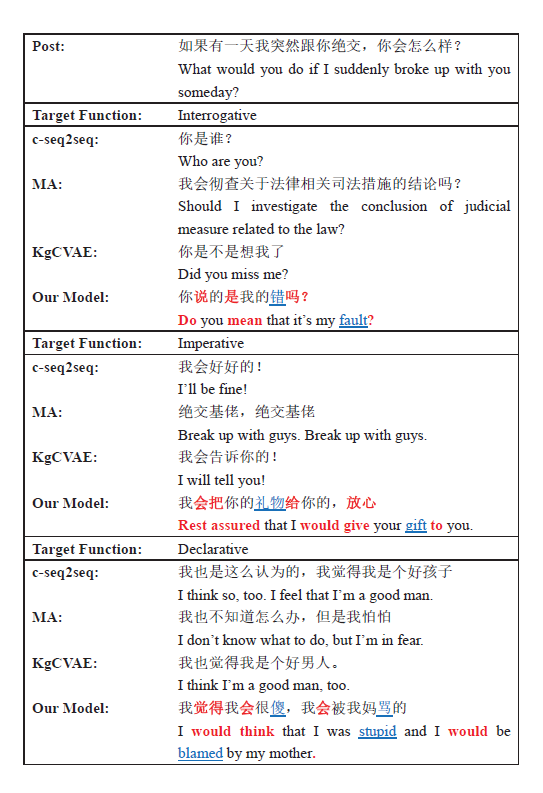 Post: 如果有一天我突然跟你绝交，你会怎么样？
What would you do if I suddenly broke up with you
someday?
Target Function: Interrogative
c-seq2seq: 你是谁？
Who are you?
MA: 我会彻查关于法律相关司法措施的结论吗？
Should I investigate the conclusion of judicial
measure related to the law?
KgCVAE: 你是不是想我了
Did you miss me?
Our Model: 你说的是我的错吗？
Do you mean that it's my fault?
Target Function: Imperative
c-seq2seq: 我会好好的！
I'll be fine!
MA: 绝交基佬，绝交基佬
Break up with guys. Break up with guys.
KgCVAE: 我会告诉你的！
I will tell you!
Our Model: 我会把你的礼物给你的，放心
Rest assured that I would give your gift to you.
Target Function: Declarative
c-seq2seq: 我也是这么认为的，我觉得我是个好孩子
I think so, too. I feel that I'm a good man.
MA: 我也不知道怎么办，但是我怕怕
I don't know what to do, but I'm in fear.
KgCVAE: 我也觉得我是个好男人。
I think I'm a good man, too.
Our Model: 我觉得我会很傻，我会被我妈骂的
I would think that I was stupid and I would be
blamed by my mother.